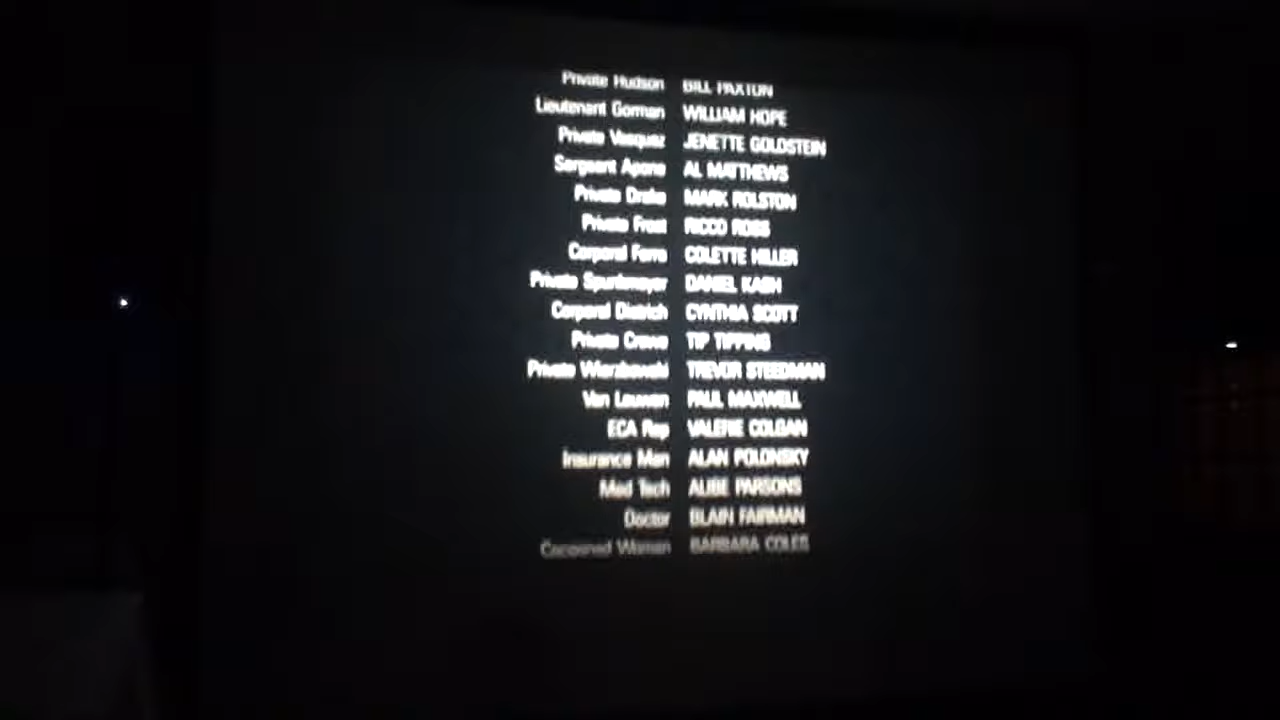 Private Hudson BILL PAXTON
Lieutenant Gorman WILLIAM HOPE
Private Vasquez JENETTE GOLDSTEIN
Sergeant Apone AL MATTHEWS
Private Drake MARK ROLSTON
Private Frost RICCO ROSS
Corporal Ferro COLETTE HILLER
Private Spunkmeyer DANIEL KASH
Corporal Dietrich CYNTHIA SCOTT
Private Crowe TIP TIPPING
Private Wierzbowski TREVOR STEEDMAN
Van Leuwen PAUL MAXWELL
ECA Rep VALERIE COLGAN
Insurance Man ALAN POLONSKY
Med Tech ALIBE PARSONS
Doctor BLAIN FAIRMAN
Cocooned Woman BARBARA COLES